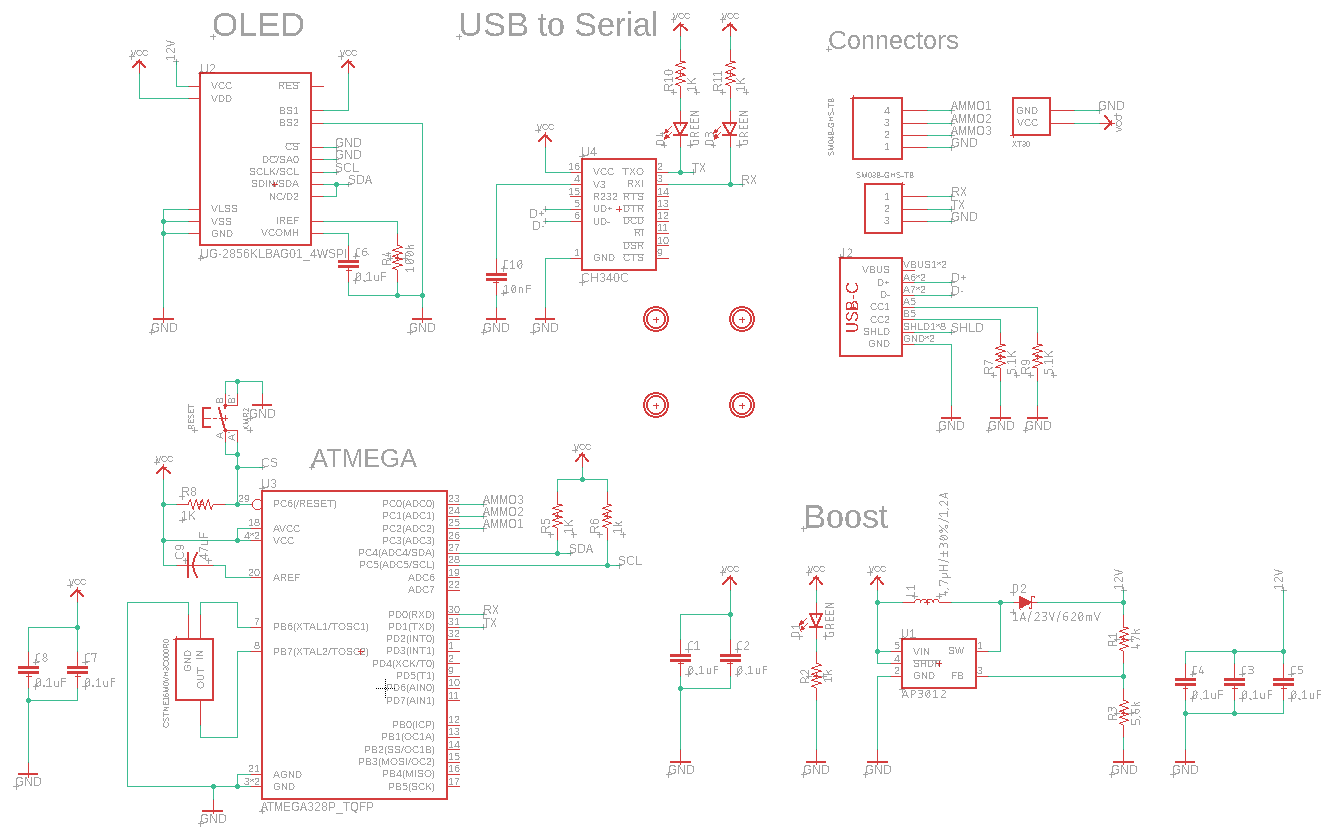 OLED
USB to Serial
Connectors
VCC
12V
VCC
U2
VCC
VDD
RES
BS1
BS2
CS
DC/SA0
SCLK/SCL
SDIN/SDA
NC/D2
VLSS
VSS
GND
IREF
VCOMH
GND
GND
SCL
SDA
UG-2856KLBAG01_4WSPI
C6
0.1uF
R4
100k
GND
GND
VCC
VCC
R10
1K
R11
1K
GREEN
D3
GREEN
VCC
U4
16
4
15
5
6
1
VCC
V3
R232
UD+
UD-
GND
TXO
RXI
RTS
DTR
DCD
RI
DSR
CTS
2
3
14
13
12
11
10
9
TX
RX
D+
D-
CH340C
C10
10nF
GND
GND
SM04B-GHS-TB
4
3
2
1
AMMO1
AMMO2
AMMO3
GND
GND
VCC
XT30
GND
VCC
SM03B-GHS-TB
1
2
3
RX
TX
GND
J2
USB-C
VBUS
D+
D-
CC1
CC2
SHLD
GND
VBUS1*2
A6*2
A7*2
A5
B5
SHLD1*8
GND*2
D+
D-
SHLD
R7
5.1K
R9
5.1K
GND
GND
GND
RESET
B
B'
A
A'
GND
CS
ATMEGA
VCC
R8
1K
U3
29
18
4*2
20
7
8
21
3*2
PC6(/RESET)
AVCC
VCC
AREF
PB6(XTAL1/TOSC1)
PB7(XTAL2/TOSC2)
AGND
GND
PC0(ADC0)
PC1(ADC1)
PC2(ADC2)
PC3(ADC3)
PC4(ADC4/SDA)
PC5(ADC5/SCL)
ADC6
ADC7
PD0(RXD)
PD1(TXD)
PD2(INT0)
PD3(INT1)
PD4(XCK/T0)
PD5(T1)
PD6(AIN0)
PD7(AIN1)
PB0(ICP)
PB1(OC1A)
PB2(SS/OC1B)
PB3(MOSI/OC2)
PB4(MISO)
PB5(SCK)
23
24
25
26
27
28
19
22
30
31
32
1
2
9
10
11
12
13
14
15
16
17
AMMO3
AMMO2
AMMO1
VCC
R5
1K
R6
1k
SDA
SCL
RX
TX
C9
47uF
GND
OUT
IN
ATMEGA328P_TQFP
GND
VCC
C8
0.1uF
C7
0.1uF
GND
Boost
VCC
C1
0.1uF
C2
0.1uF
GND
VCC
D1
GREEN
R2
1k
GND
VCC
L1
4,7µH/±30%/1.2A
D2
1A/23V/620mV
12V
U1
5
4
2
VIN
SHDN
GND
SW
FB
1
3
AP3012
R1
47k
R3
5,6k
GND
GND
12V
C4
0.1uF
C3
0.1uF
C5
0.1uF
GND